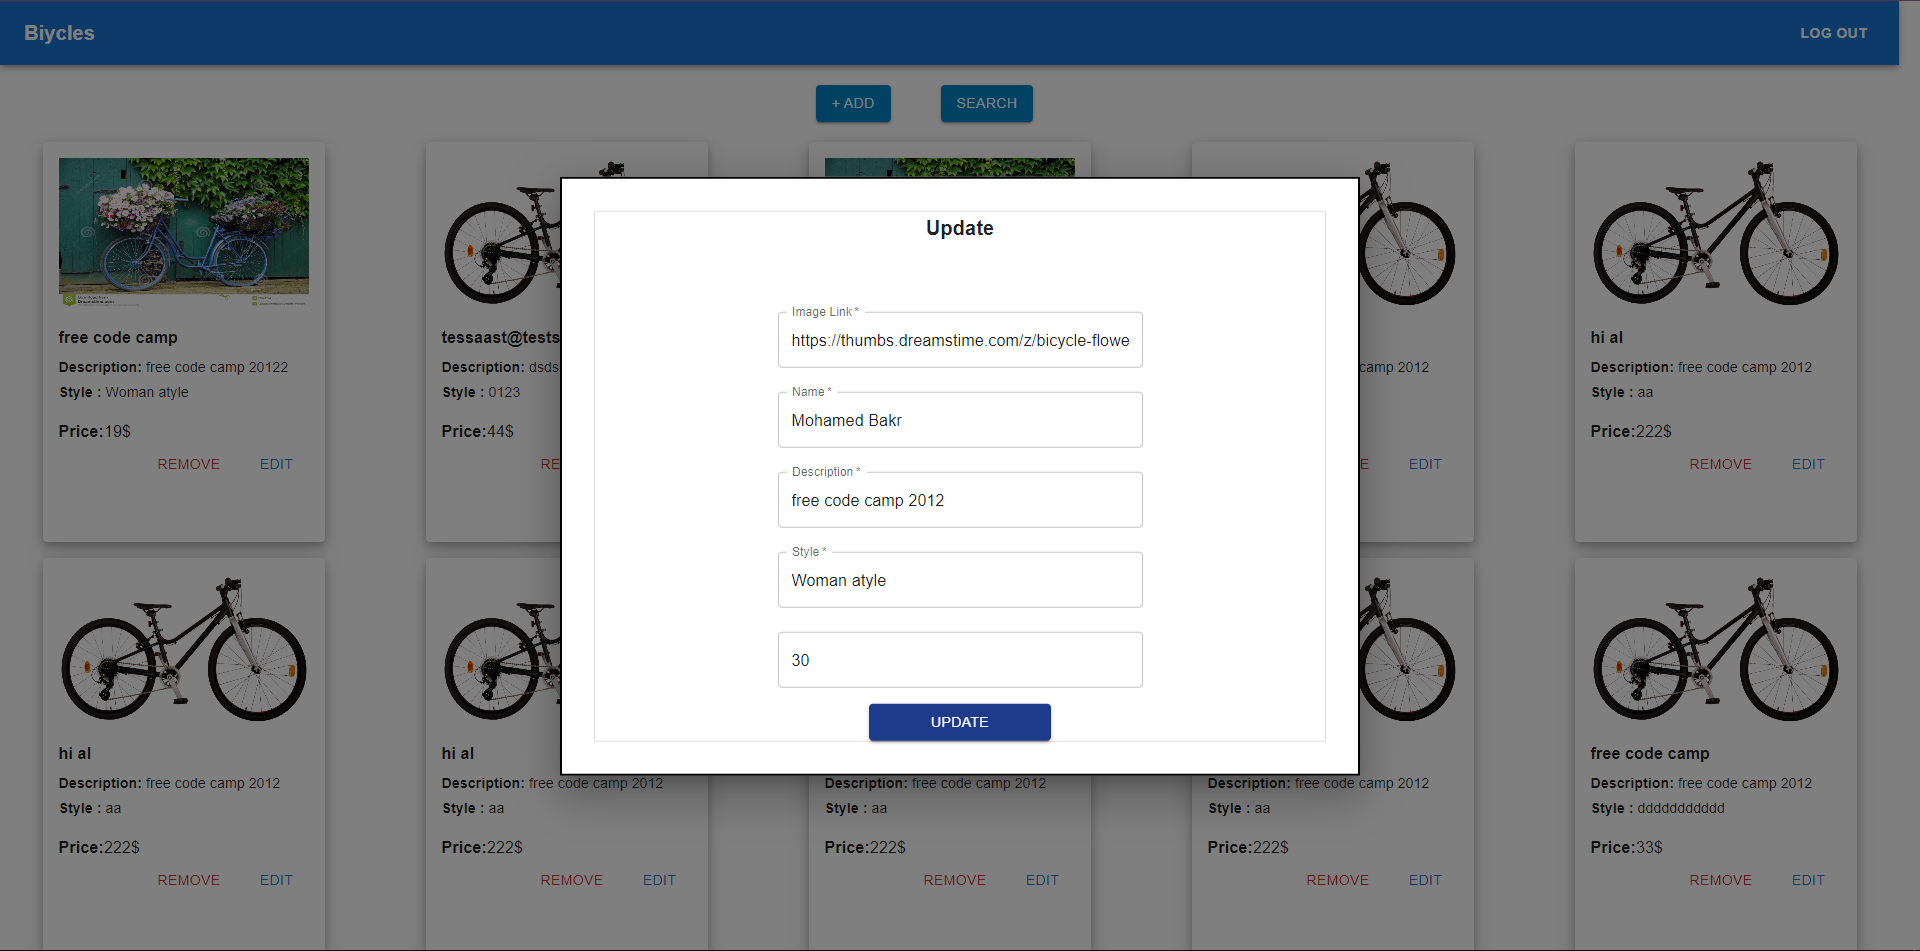 Biycles
LOG OUT
+ ADD
SEARCH
free code camp
Description: free code camp 20122
Style : Woman atyle
Price:19$
REMOVE
EDIT
tessaast@tests
Description: dsds
Style : 0123
Price:44$
RE
Update
Image Link *
https://thumbs.dreamstime.com/z/bicycle-flowe
Name *
Mohamed Bakr
Description *
free code camp 2012
Style *
Woman atyle
30
UPDATE
camp 2012
E
EDIT
hi al
Description: free code camp 2012
Style : aa
Price:222$
REMOVE
EDIT
hi al
Description: free code camp 2012
Style : aa
Price:222$
REMOVE
EDIT
hi al
Description: free code camp 2012
Style : aa
Price:222$
REMOVE
EDIT
Description: free code camp 2012
Style : aa
Price:222$
REMOVE
EDIT
Description: free code camp 2012
Style : aa
Price:222$
REMOVE
EDIT
free code camp
Description: free code camp 2012
Style : ddddddddddd
Price:33$
REMOVE
EDIT